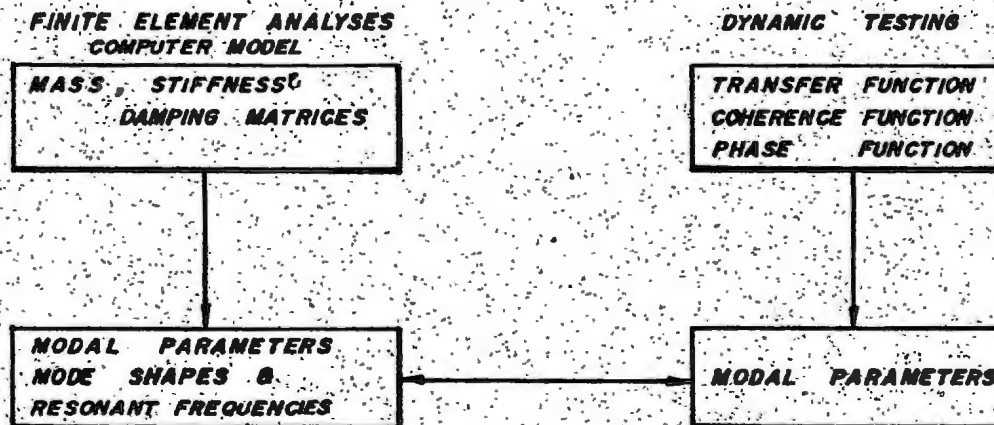 FINITE ELEMENT ANALYSES
COMPUTER MODEL
MASS, STIFFNESS &
DAMPING MATRICES
MODAL PARAMETERS
MODE SHAPES &
RESONANT FREQUENCIES
DYNAMIC TESTING
TRANSFER FUNCTION
COHERENCE FUNCTION
PHASE FUNCTION
MODAL PARAMETERS